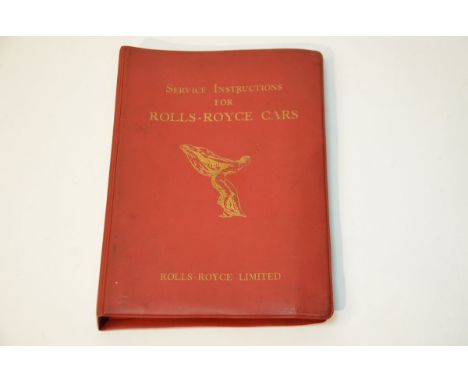 Service Instructions
for
ROLLS-ROYCE CARS
ROLLS-ROYCE LIMITED